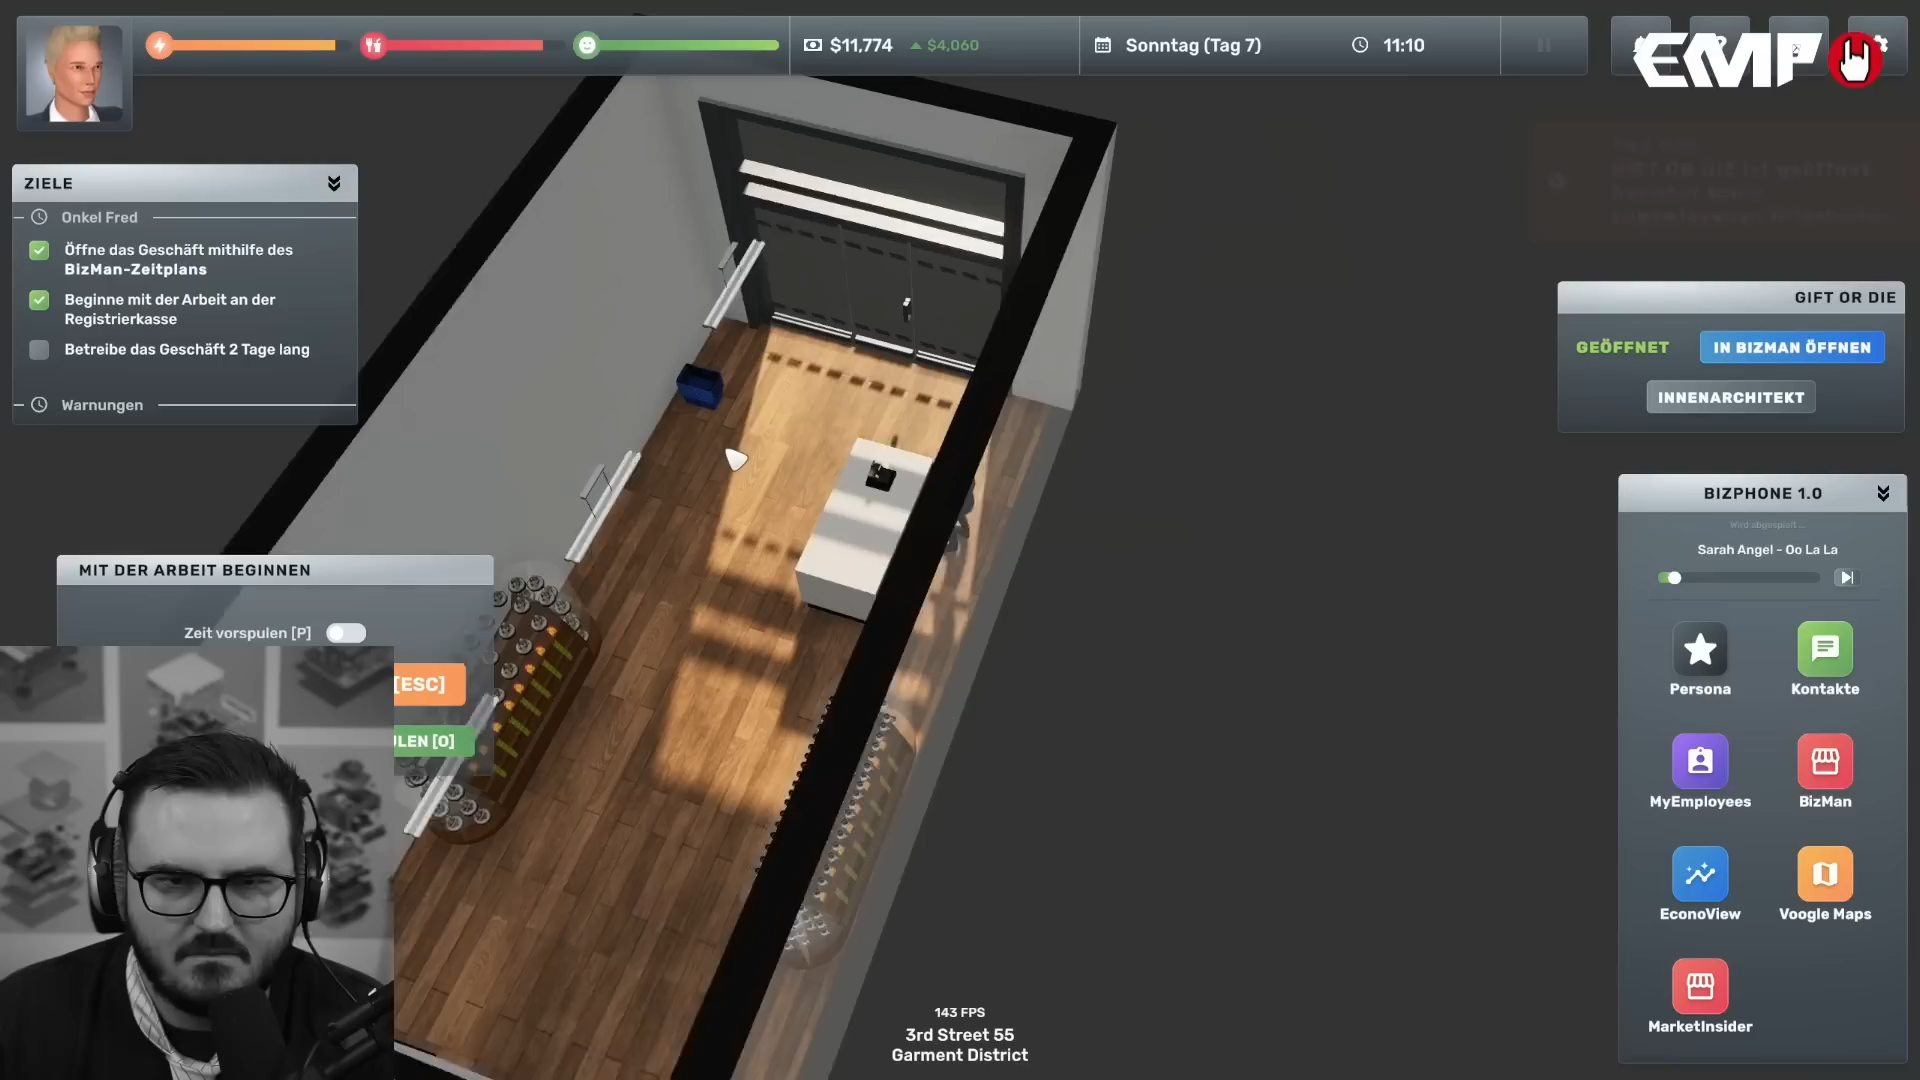 $11,774
$4,060
Sonntag (Tag 7)
11:10
EMP
ZIELE
Onkel Fred
Öffne das Geschäft mithilfe des
BizMan-Zeitplans
Beginne mit der Arbeit an der
Registrierkasse
Betreibe das Geschäft 2 Tage lang
Warnungen
GIFT OR DIE
GEÖFFNET
IN BIZMAN ÖFFNEN
INNENARCHITEKT
BIZPHONE 1.0
Wird abgespielt ...
Sarah Angel - Oo La La
Persona
Kontakte
MyEmployees
BizMan
EconoView
Voogle Maps
MarketInsider
MIT DER ARBEIT BEGINNEN
Zeit vorspulen [P]
[ESC]
ULEN [O]
143 FPS
3rd Street 55
Garment District